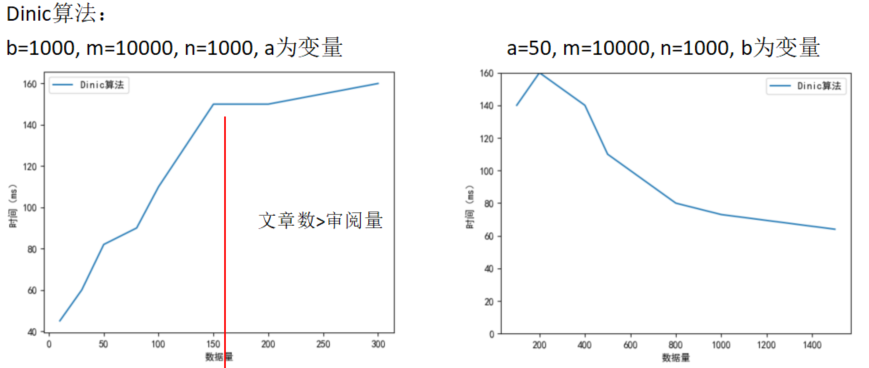 Dinic算法：
b=1000, m=10000, n=1000, a为变量
a=50, m=10000, n=1000, b为变量
Dinic算法
160
140
120
100
80
60
40
时间（ms）
文章数>审阅量
0 50 100 150 200 250 300
数据量
Dinic算法
160
140
120
100
80
60
40
20
0
时间（ms）
200 400 600 800 1000 1200 1400
数据量